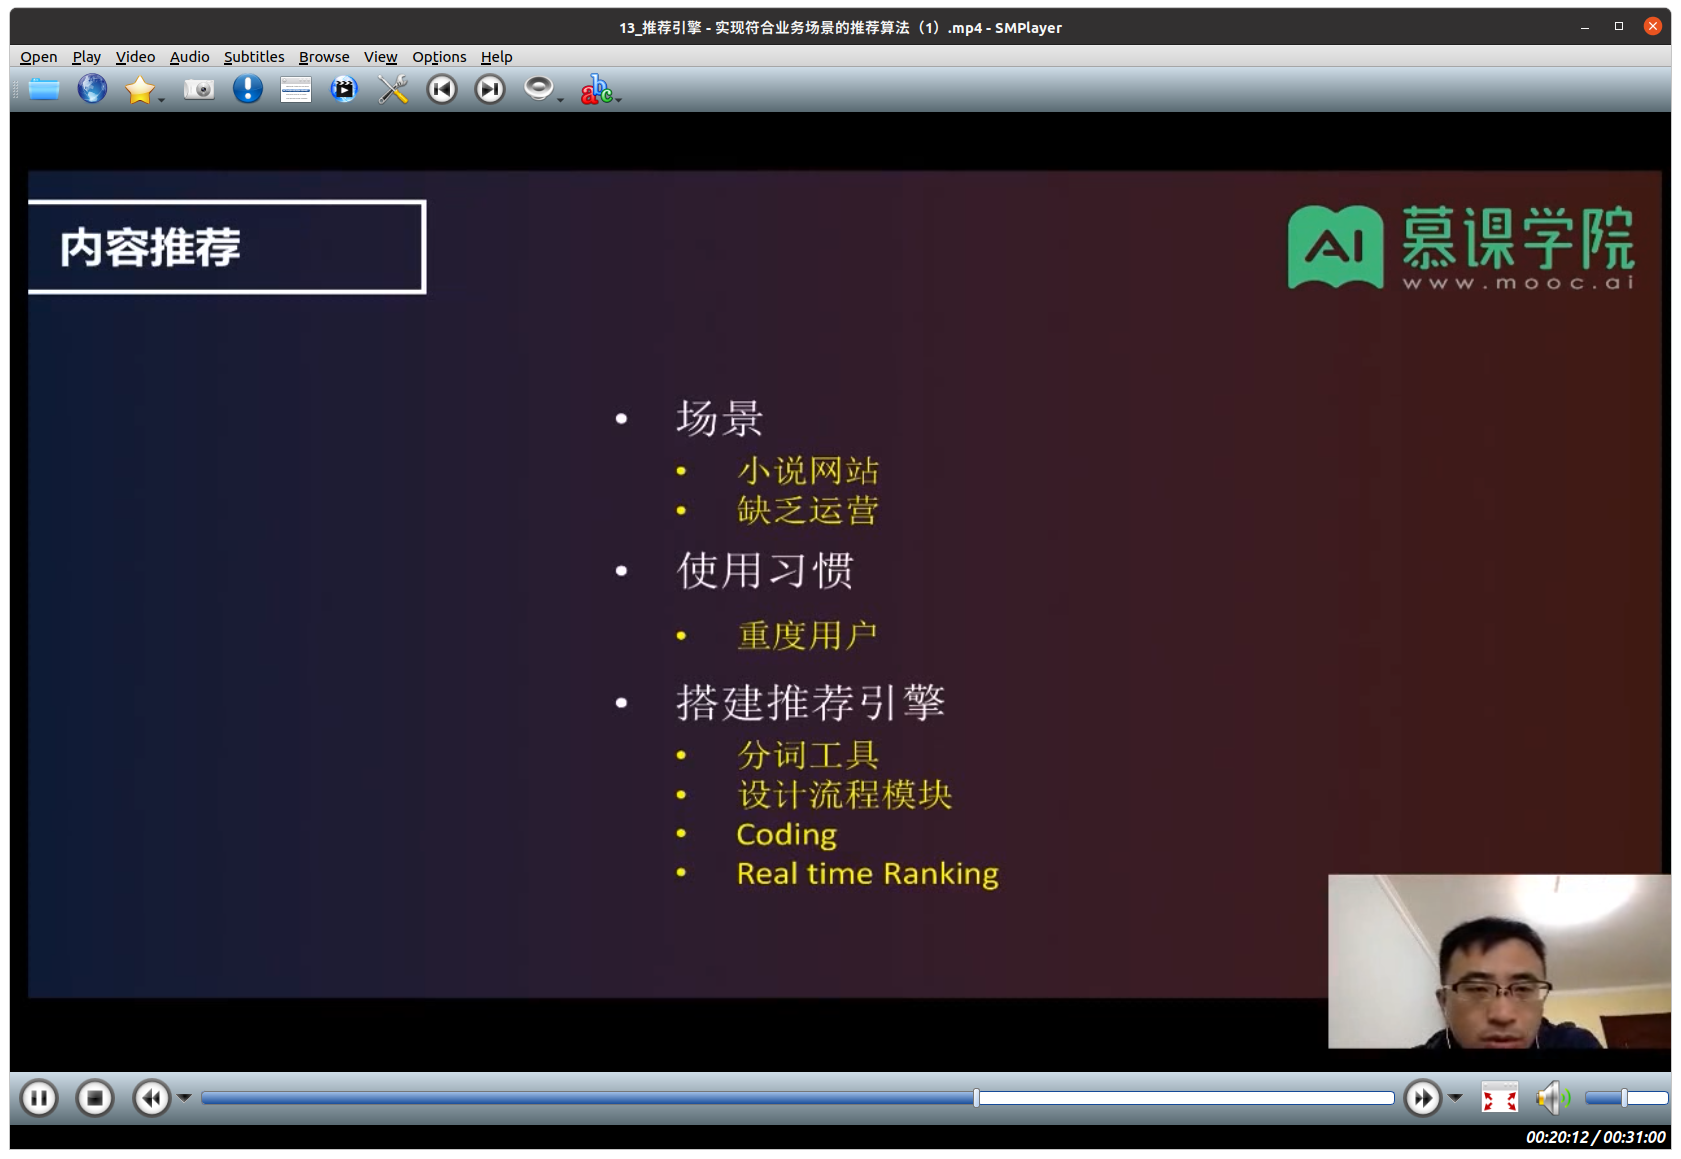 13_推荐引擎 - 实现符合业务场景的推荐算法（1）.mp4 - SMPlayer
Open Play Video Audio Subtitles Browse View Options Help
abc
内容推荐
AI 慕课学院
www.mooc.ai
• 场景
• 小说网站
• 缺乏运营
• 使用习惯
• 重度用户
• 搭建推荐引擎
• 分词工具
• 设计流程模块
• Coding
• Real time Ranking
00:20:12 / 00:31:00